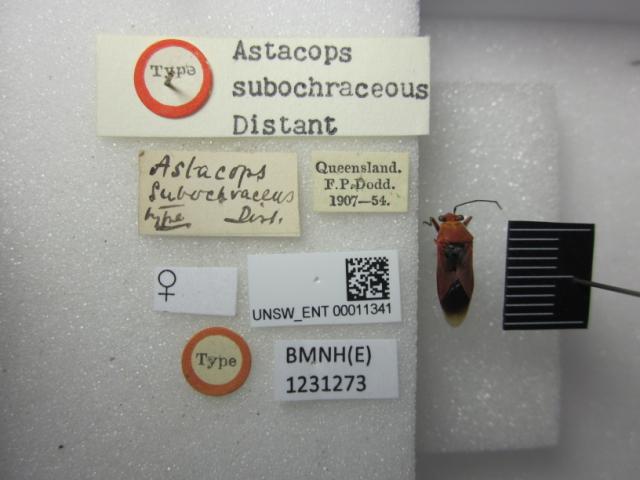 Type
Astacops
subochraceous
Distant
Astacops
subochraceus
type Dist.
Queensland.
F.P. Dodd.
1907—54.
♀
UNSW_ENT 00011341
Type
BMNH(E)
1231273